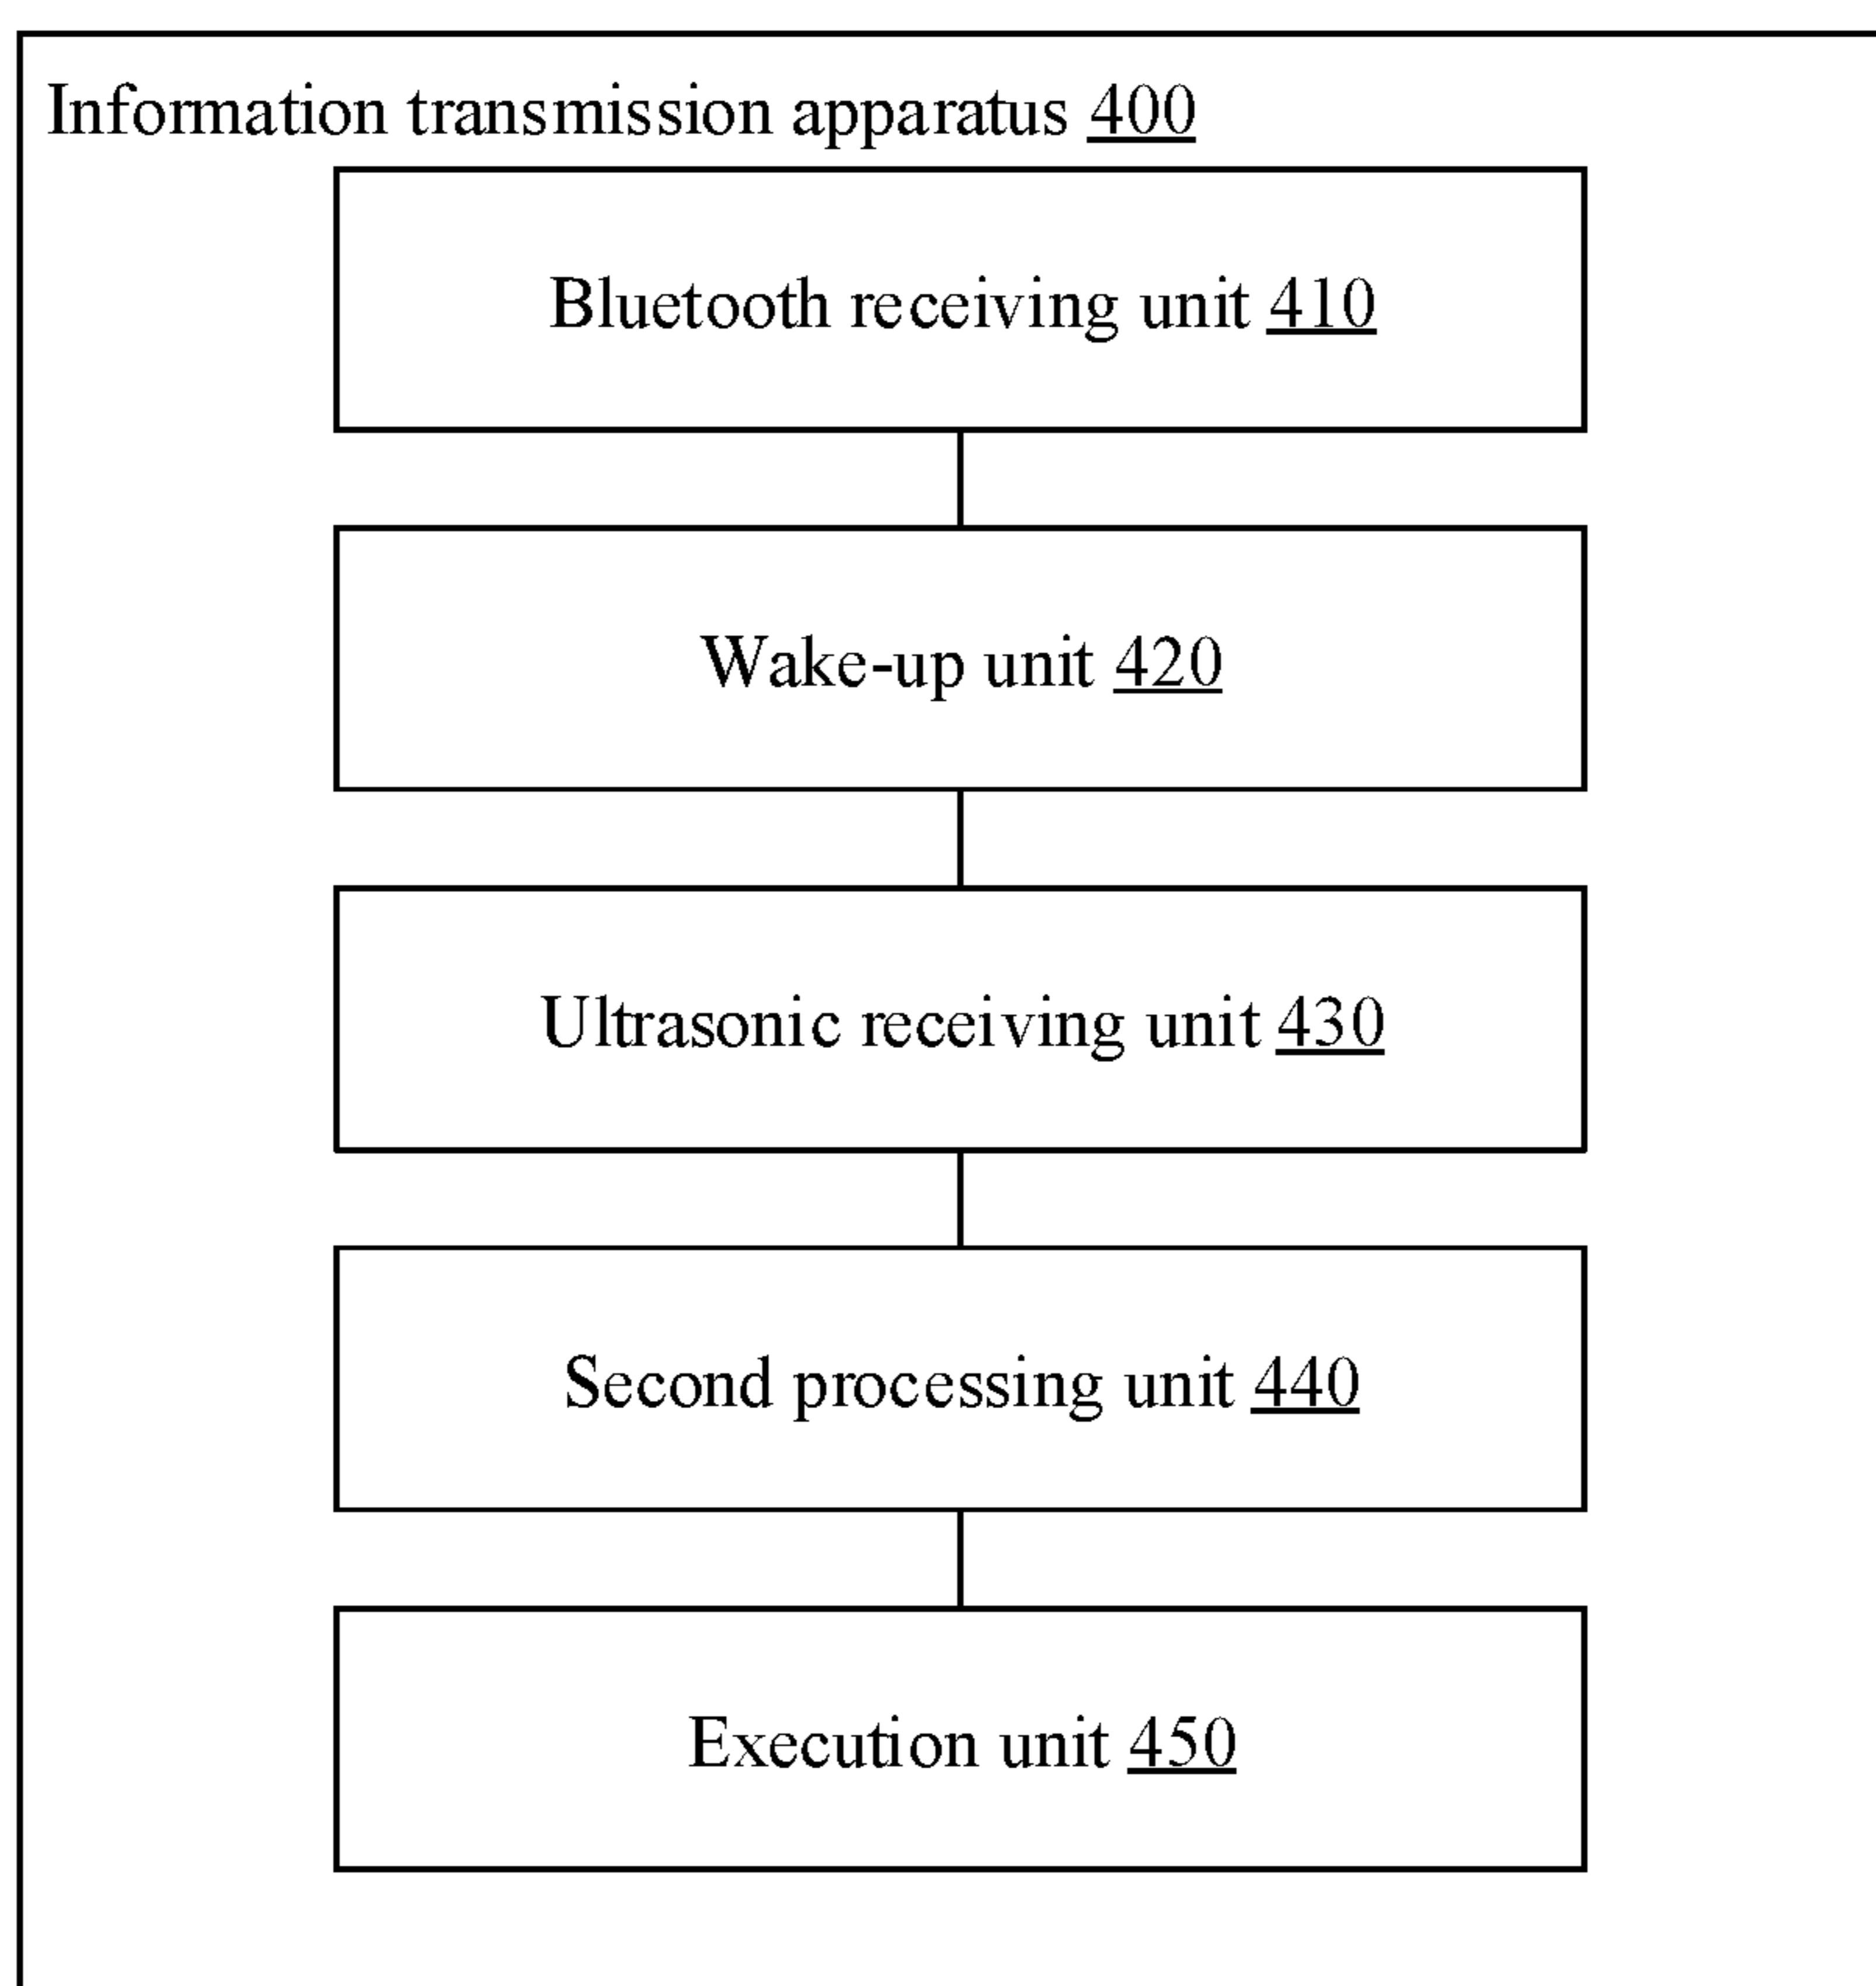 Information transmission apparatus 400
Bluetooth receiving unit 410
Wake-up unit 420
Ultrasonic receiving unit 430
Second processing unit 440
Execution unit 450